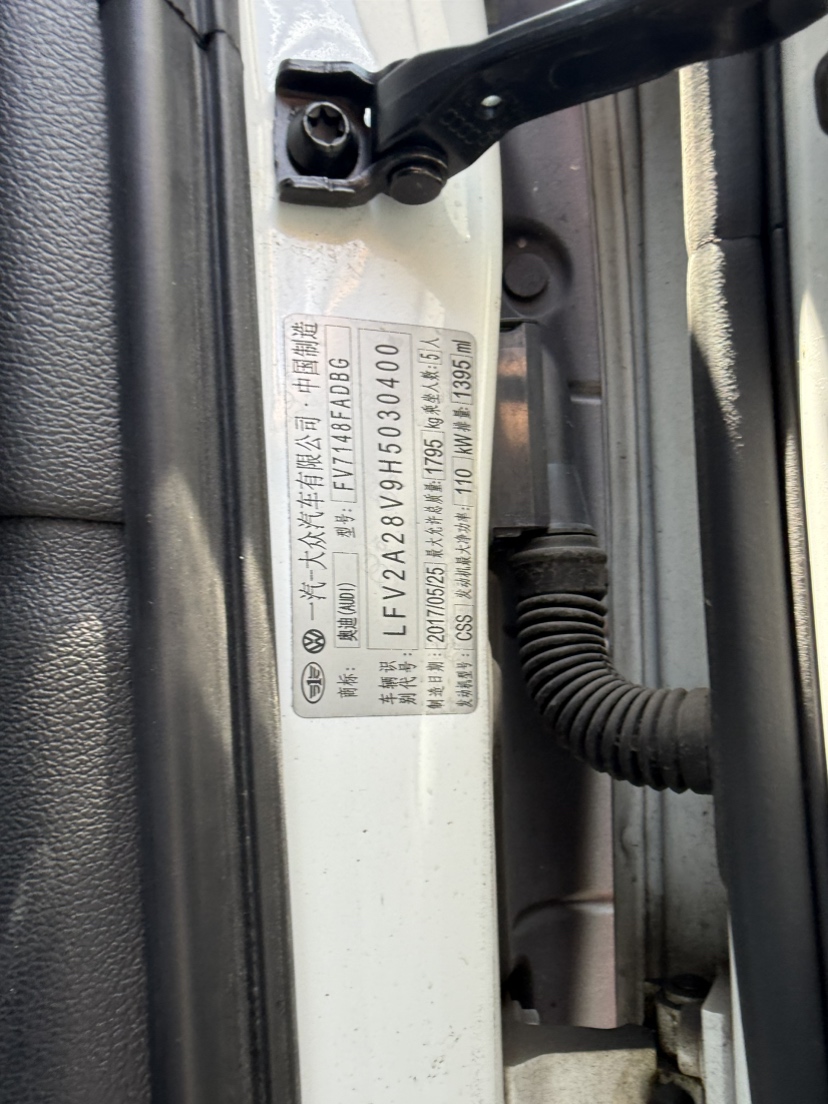 一汽-大众汽车有限公司·中国制造
商标: 奥迪(AUDI) 型号: FV7148FADBG
车辆识别代号: LFV2A28V9H5030400
制造日期: 2017/05/25 最大允许总质量: 1795 kg 乘坐人数: 5 人
发动机型号: CSS 发动机最大净功率: 110 kW 排量: 1395 ml